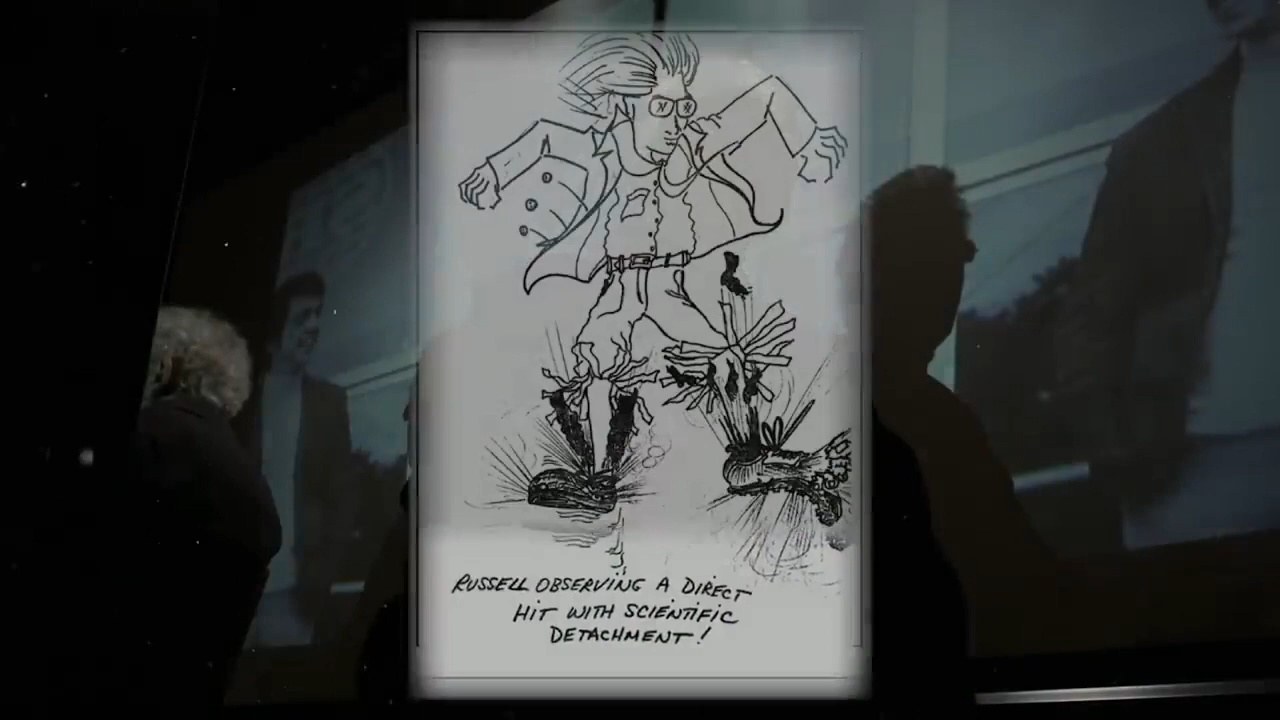 RUSSELL OBSERVING A DIRECT
HIT WITH SCIENTIFIC
DETACHMENT!